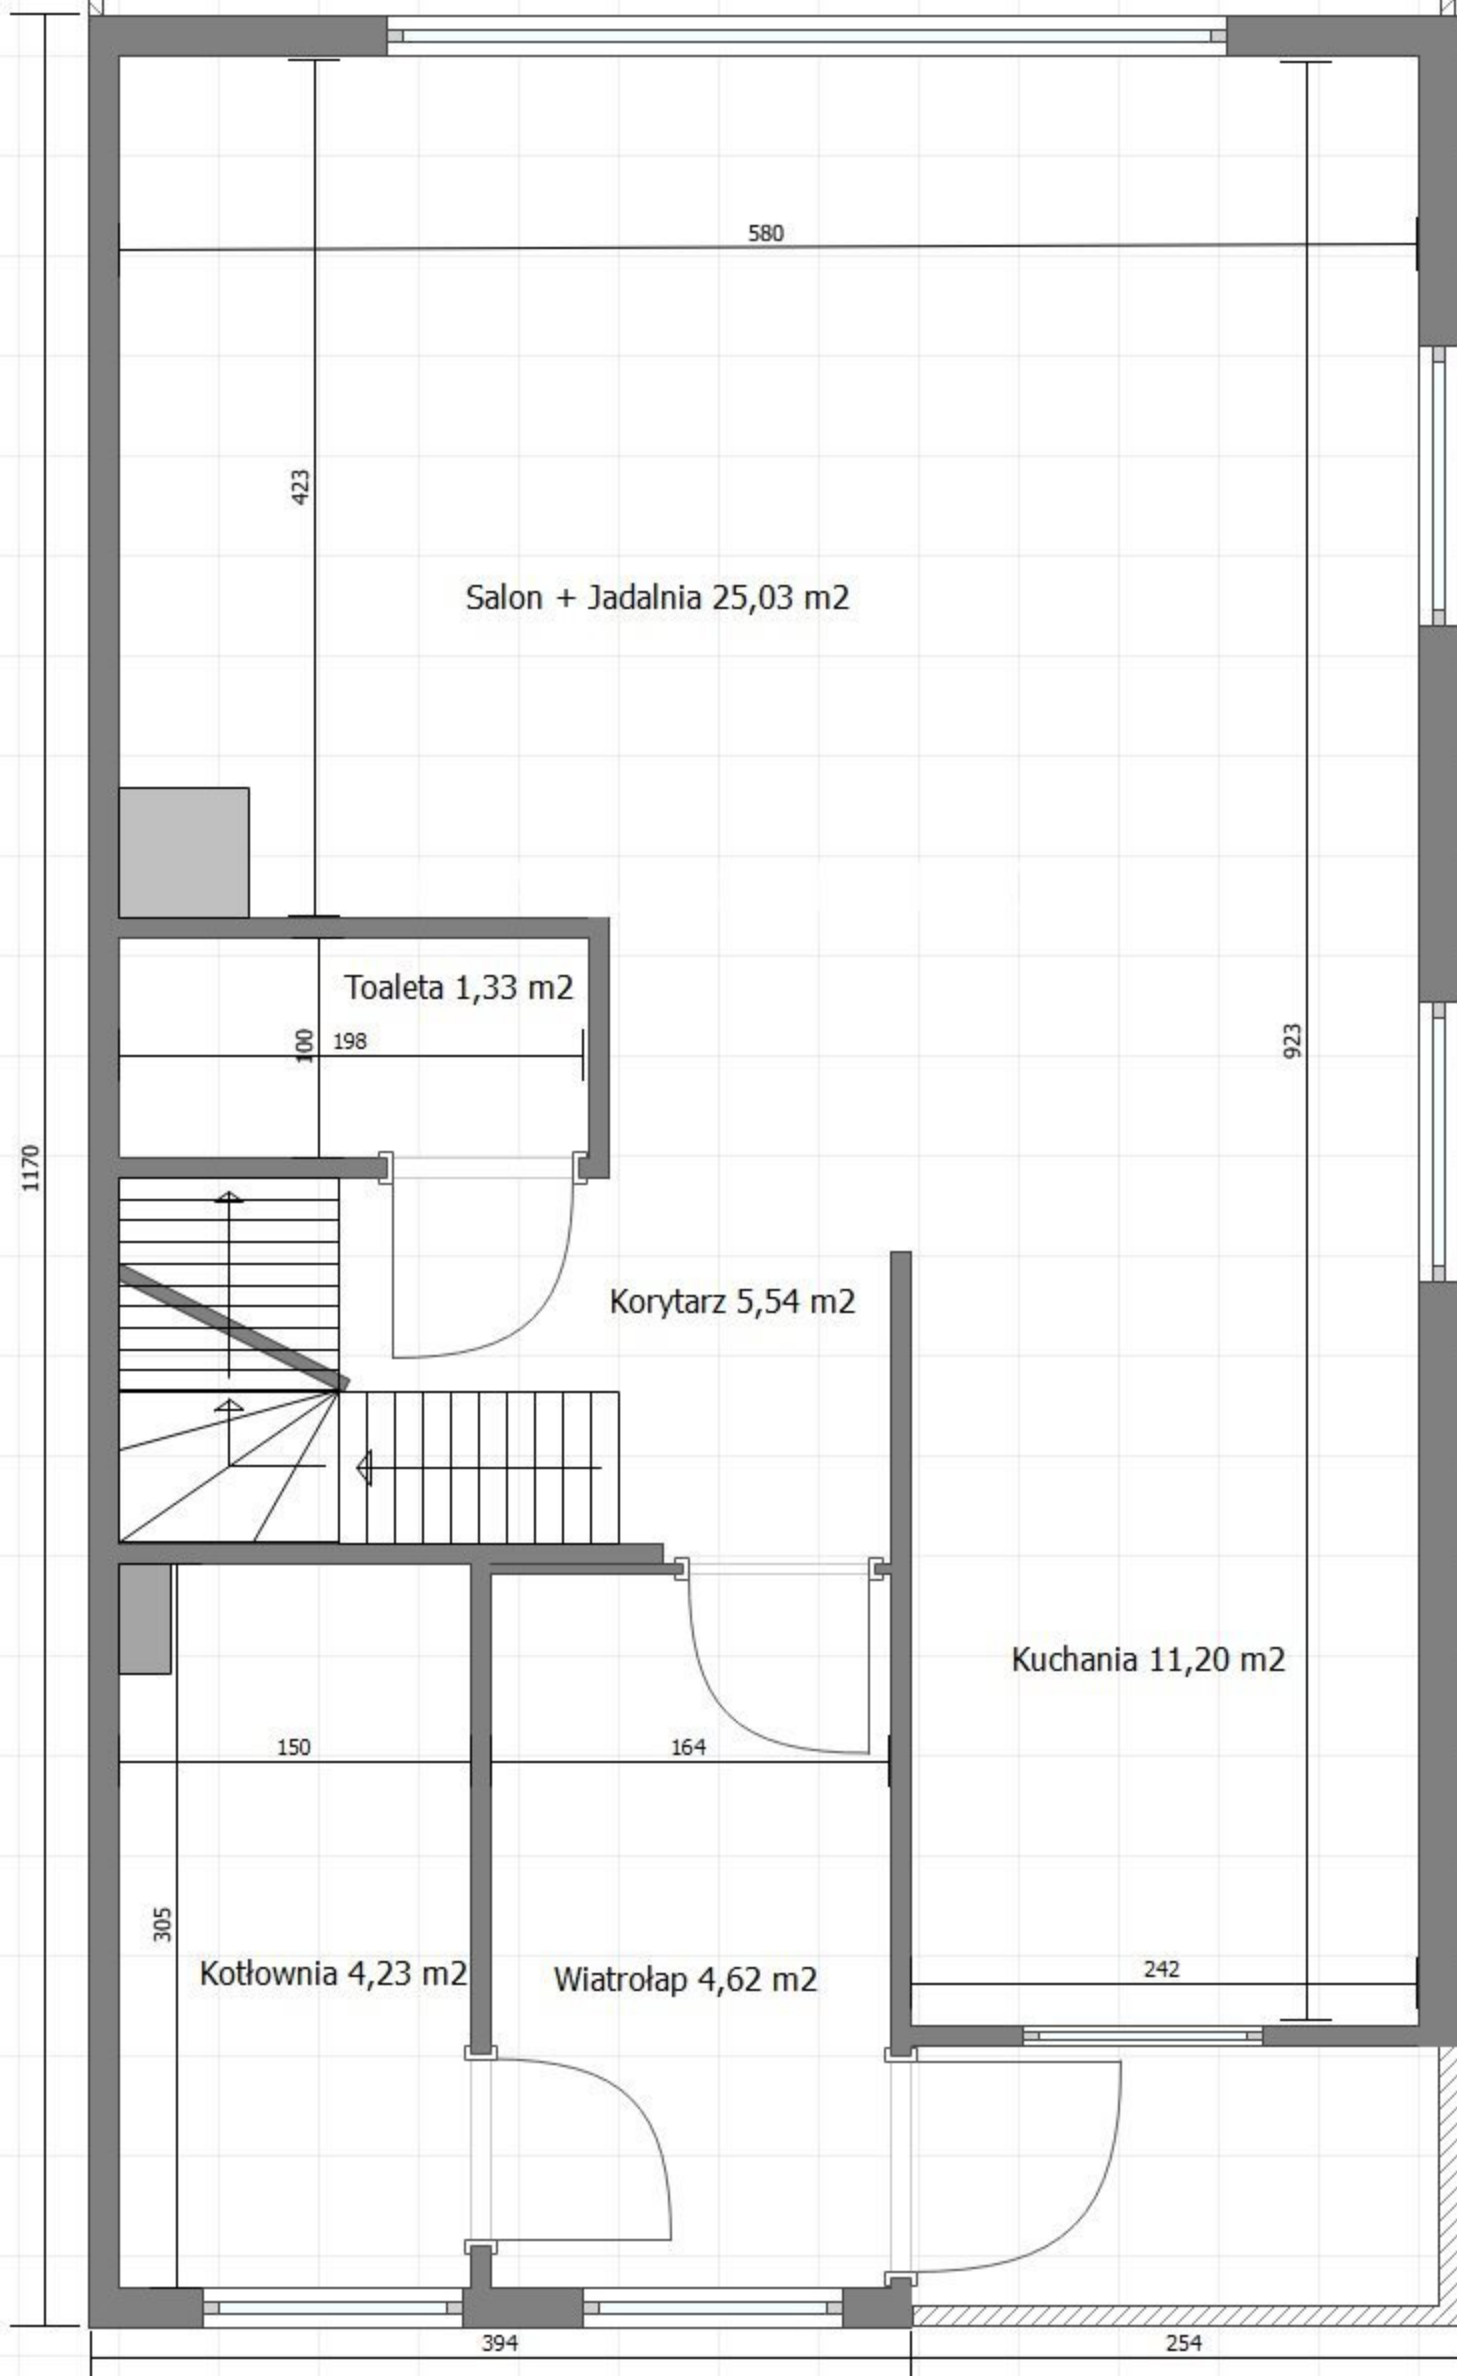 580
423
Salon + Jadalnia 25,03 m2
Toaleta 1,33 m2
100
198
923
1170
Korytarz 5,54 m2
Kuchania 11,20 m2
150
164
305
Kotłownia 4,23 m2
Wiatrołap 4,62 m2
242
394
254